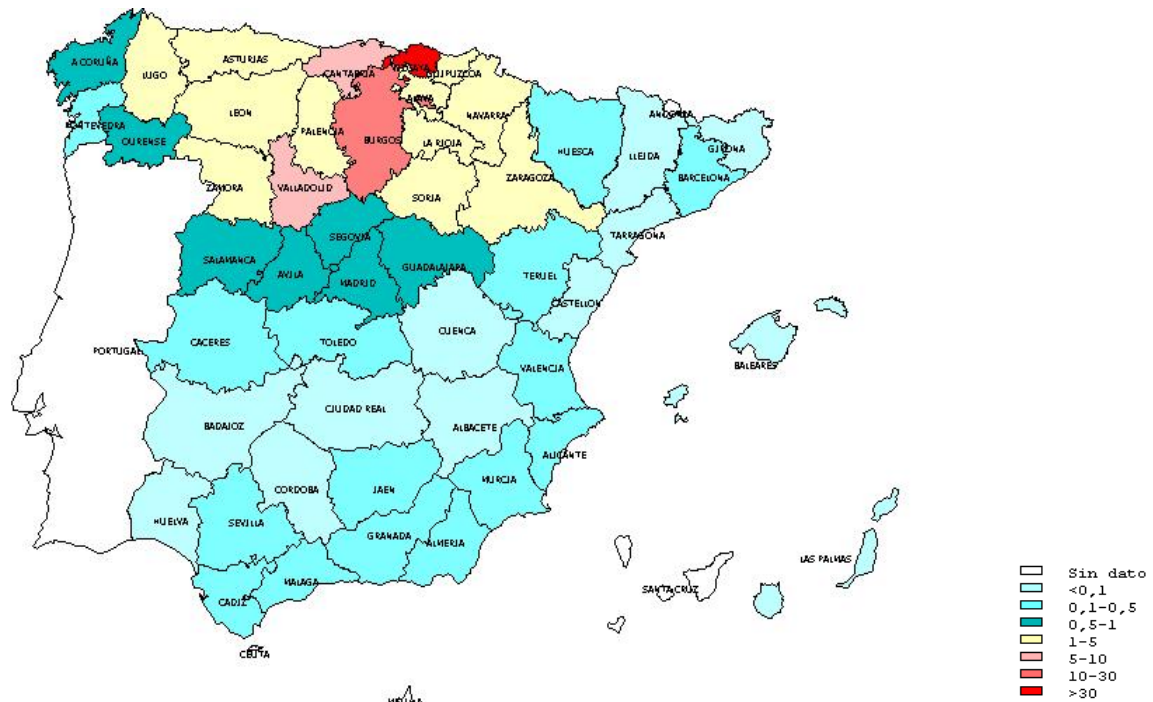 A CORUÑA
LUGO
ASTURIAS
CANTABRIA
VIZCAYA
GUIPUZCOA
ALAVA
NAVARRA
LEON
PALENCIA
BURGOS
LA RIOJA
PONTEVEDRA
OURENSE
ZAMORA
VALLADOLID
SORIA
ZARAGOZA
HUESCA
LLEIDA
ANDORRA
GIRONA
BARCELONA
TARRAGONA
SALAMANCA
AVILA
SEGOVIA
MADRID
GUADALAJARA
TERUEL
CASTELLON
PORTUGAL
CACERES
TOLEDO
CUENCA
VALENCIA
BALEARES
BADAJOZ
CIUDAD REAL
ALBACETE
ALICANTE
HUELVA
SEVILLA
CORDOBA
JAEN
MURCIA
GRANADA
ALMERIA
CADIZ
MALAGA
CEUTA
SANTA CRUZ
LAS PALMAS
Sin dato
<0,1
0,1-0,5
0,5-1
1-5
5-10
10-30
>30